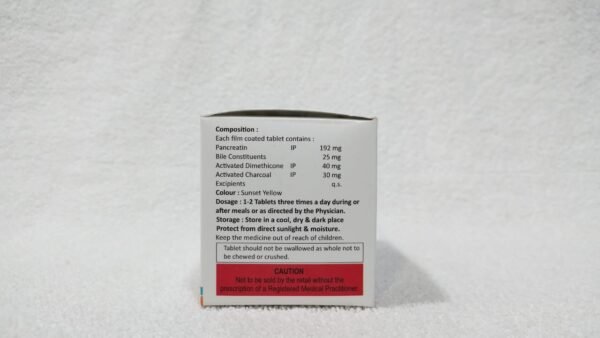 Composition :
Each film coated tablet contains :
Pancreatin IP 192 mg
Bile Constituents 25 mg
Activated Dimethicone IP 40 mg
Activated Charcoal IP 30 mg
Excipients q.s.
Colour : Sunset Yellow
Dosage : 1-2 Tablets three times a day during or
after meals or as directed by the Physician.
Storage : Store in a cool, dry & dark place
Protect from direct sunlight & moisture.
Keep the medicine out of reach of children.
Tablet should not be swallowed as whole not to
be chewed or crushed.
CAUTION
Not to be sold by the retail without the
prescription of a Registered Medical Practitioner